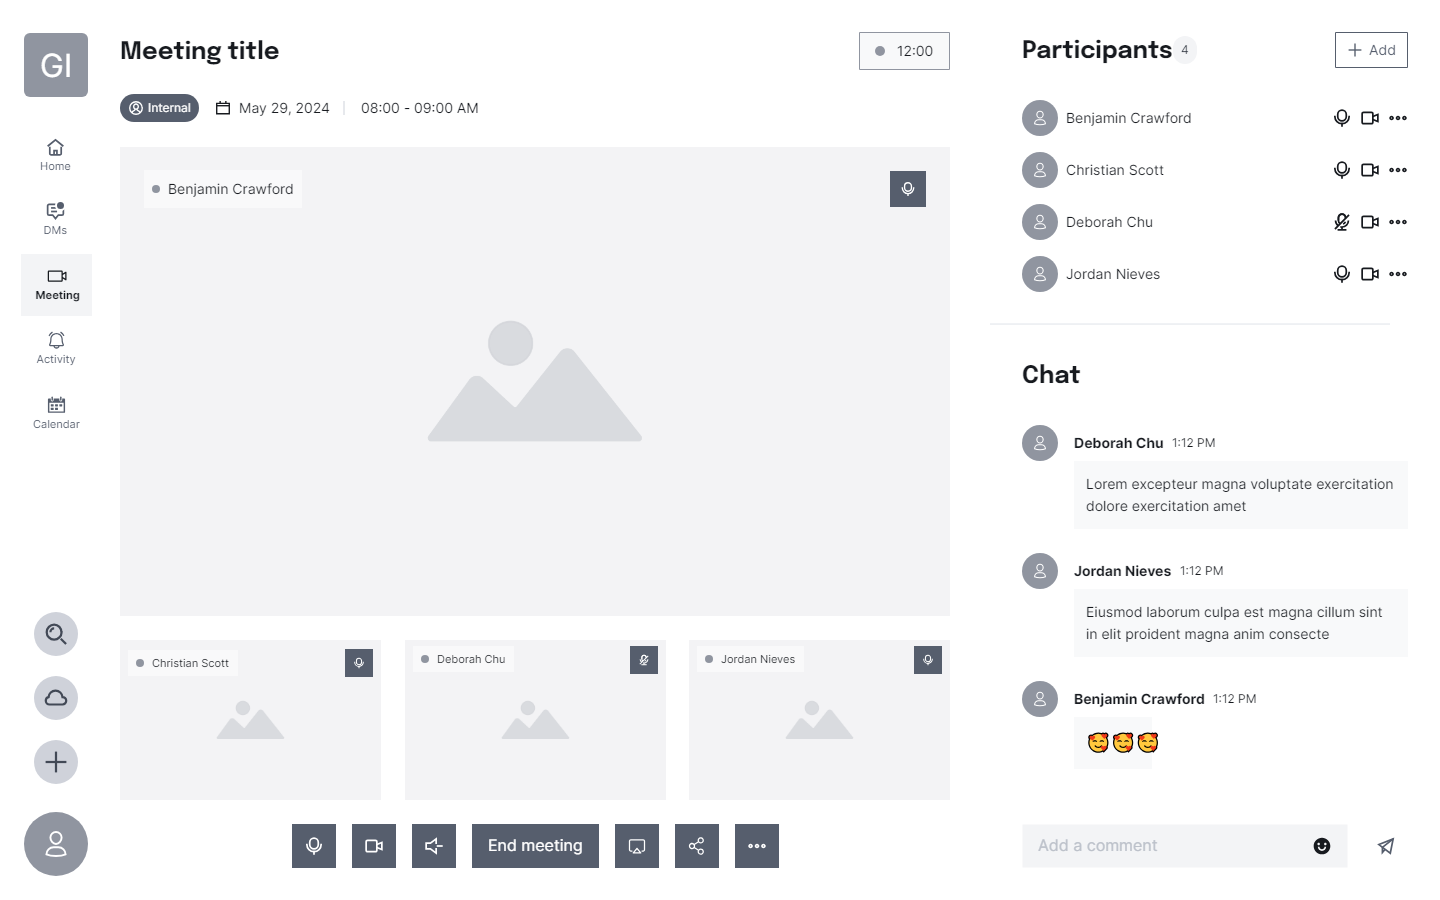 GI
Home
DMs
Meeting
Activity
Calendar
Meeting title
12:00
Internal
May 29, 2024
08:00 - 09:00 AM
Benjamin Crawford
Christian Scott
Deborah Chu
Jordan Nieves
End meeting
Participants 4
Add
Benjamin Crawford
Christian Scott
Deborah Chu
Jordan Nieves
Chat
Deborah Chu 1:12 PM
Lorem excepteur magna voluptate exercitation
dolore exercitation amet
Jordan Nieves 1:12 PM
Eiusmod laborum culpa est magna cillum sint
in elit proident magna anim consecte
Benjamin Crawford 1:12 PM
🥰🥰🥰
Add a comment